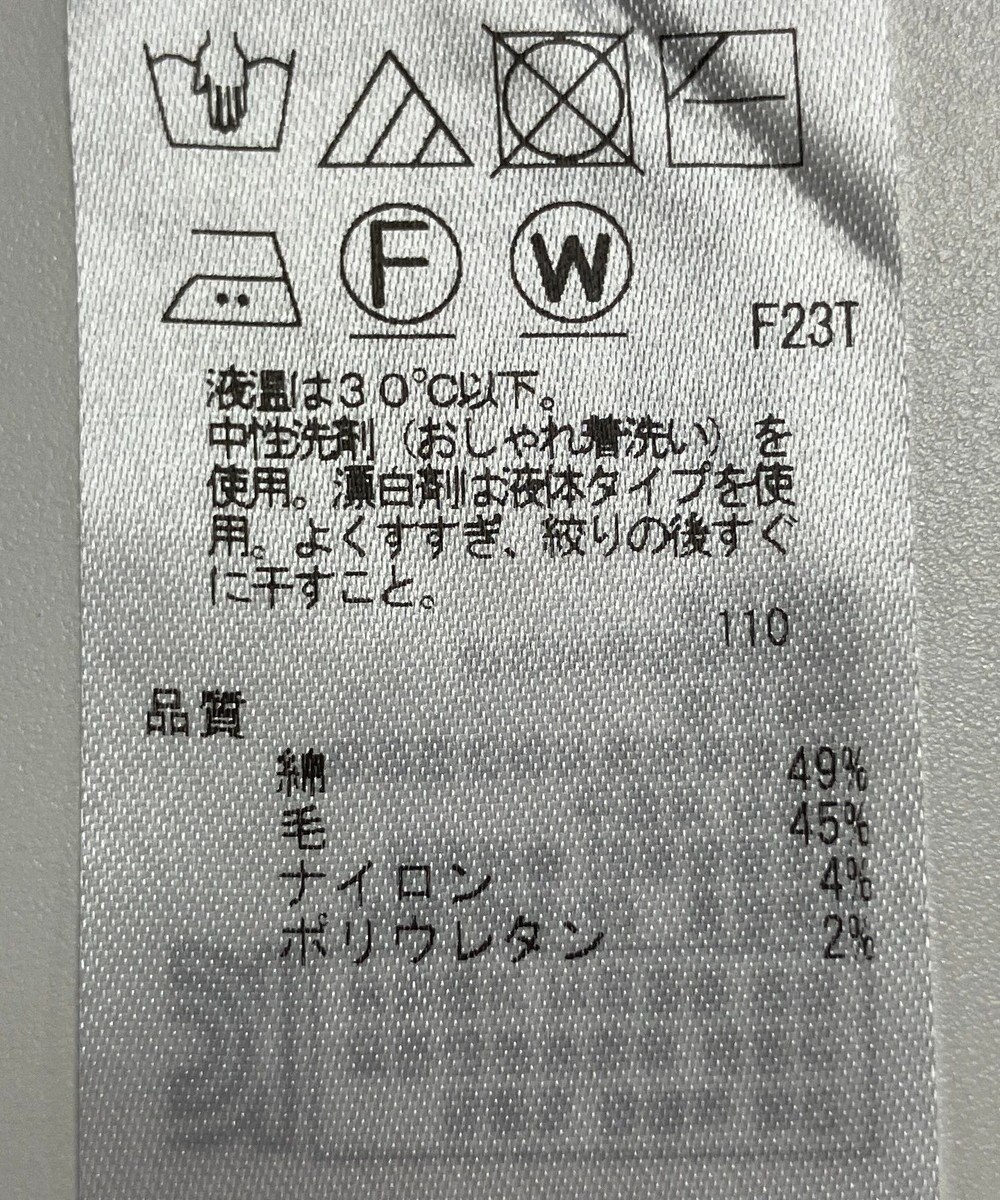 F
W
F23T
液温は30℃以下。
中性洗剤（おしゃれ着洗い）を
使用。漂白剤は液体タイプを使
用。よくすすぎ、絞りの後すぐ
に干すこと。
110
品質
綿 49%
毛 45%
ナイロン 4%
ポリウレタン 2%